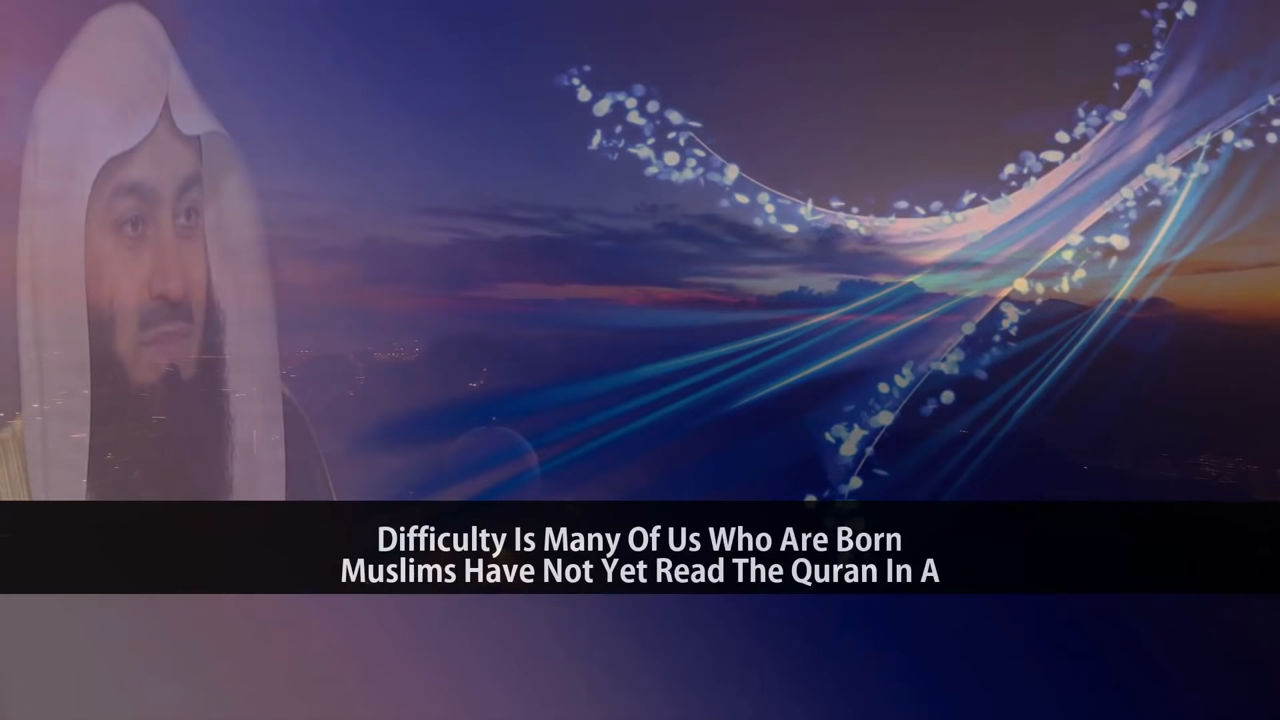 Difficulty Is Many Of Us Who Are Born
Muslims Have Not Yet Read The Quran In A